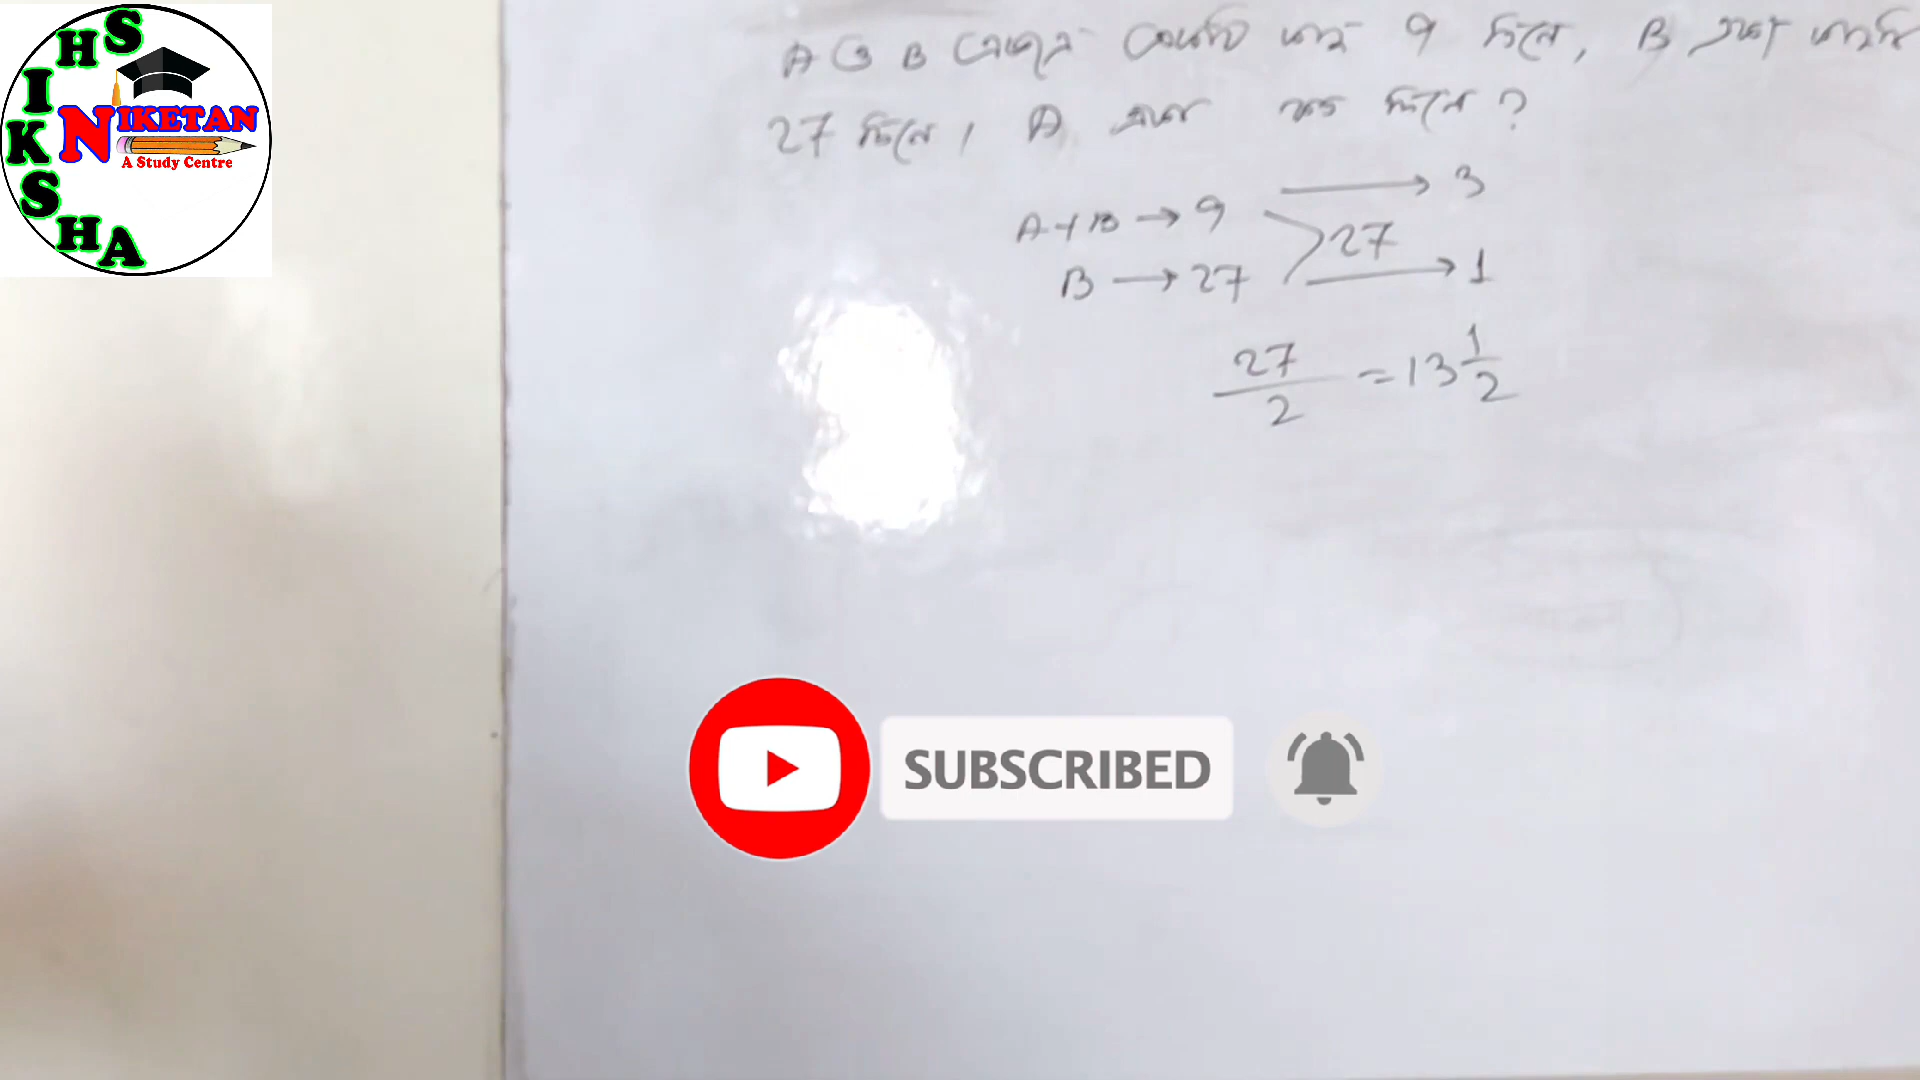 SHIKSHA
NIKETAN
A Study Centre
A ও B একত্রে কোনো কাজ 9 দিনে, B একা কাজটি
27 দিনে। A একা কত দিনে?
A+B → 9 → 3
27
B → 27 → 1
27/2 = 13 1/2
SUBSCRIBED